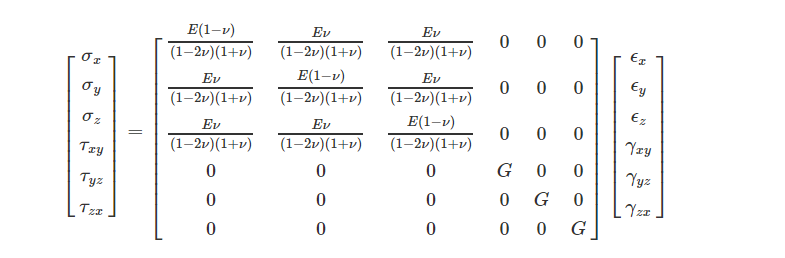 [σx σy σz τxy τyz τzx] =
E(1−ν)/(1−2ν)(1+ν) Eν/(1−2ν)(1+ν) Eν/(1−2ν)(1+ν) 0 0 0
Eν/(1−2ν)(1+ν) E(1−ν)/(1−2ν)(1+ν) Eν/(1−2ν)(1+ν) 0 0 0
Eν/(1−2ν)(1+ν) Eν/(1−2ν)(1+ν) E(1−ν)/(1−2ν)(1+ν) 0 0 0
0 0 0 G 0 0
0 0 0 0 G 0
0 0 0 0 0 G
[ϵx ϵy ϵz γxy γyz γzx]